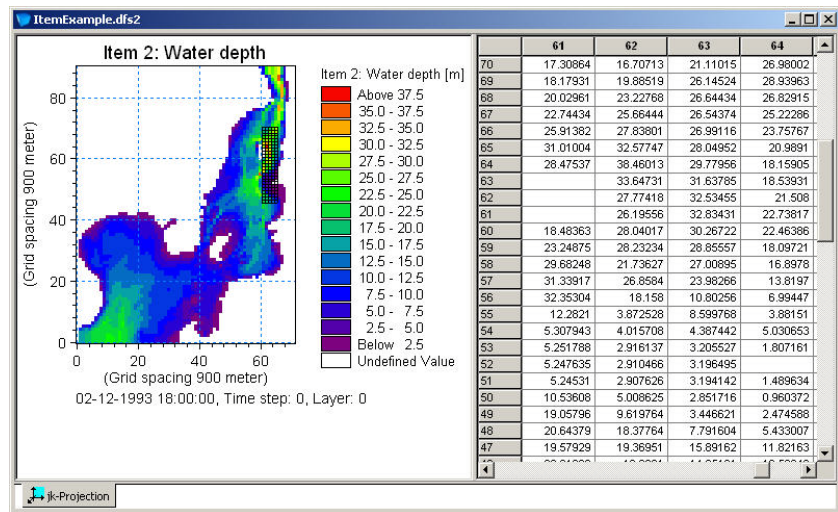 ItemExample.dfs2
Item 2: Water depth
(Grid spacing 900 meter)
80
60
40
20
0
0 20 40 60
(Grid spacing 900 meter)
02-12-1993 18:00:00, Time step: 0, Layer: 0
Item 2: Water depth [m]
Above 37.5
35.0 - 37.5
32.5 - 35.0
30.0 - 32.5
27.5 - 30.0
25.0 - 27.5
22.5 - 25.0
20.0 - 22.5
17.5 - 20.0
15.0 - 17.5
12.5 - 15.0
10.0 - 12.5
7.5 - 10.0
5.0 - 7.5
2.5 - 5.0
Below 2.5
Undefined Value
61 62 63 64
70 17.30864 16.70713 21.11015 26.98002
69 18.17931 19.88519 26.14524 28.93963
68 20.02961 23.22768 26.64434 26.82915
67 22.74434 25.66444 26.54374 25.22286
66 25.91382 27.83801 26.99116 23.75767
65 31.01004 32.57747 28.04952 20.9891
64 28.47537 38.46013 29.77956 18.15905
63 33.64731 31.63785 18.53931
62 27.77418 32.53455 21.508
61 26.19556 32.83431 22.73817
60 18.48363 28.04017 30.26722 22.46386
59 23.24875 28.23234 28.85557 18.09721
58 29.68248 21.73627 27.00895 16.8978
57 31.33917 26.8584 23.98266 13.8197
56 32.35304 18.158 10.80256 6.99447
55 12.2821 3.872528 8.599768 3.88151
54 5.307943 4.015708 4.387442 5.030653
53 5.251788 2.916137 3.205527 1.807161
52 5.247635 2.910466 3.196495
51 5.24531 2.907626 3.194142 1.489634
50 10.53608 5.008625 2.851716 0.960372
49 19.05796 9.619764 3.446621 2.474588
48 20.64379 18.37764 7.791604 5.433007
47 19.57929 19.36951 15.89162 11.82163
jk-Projection